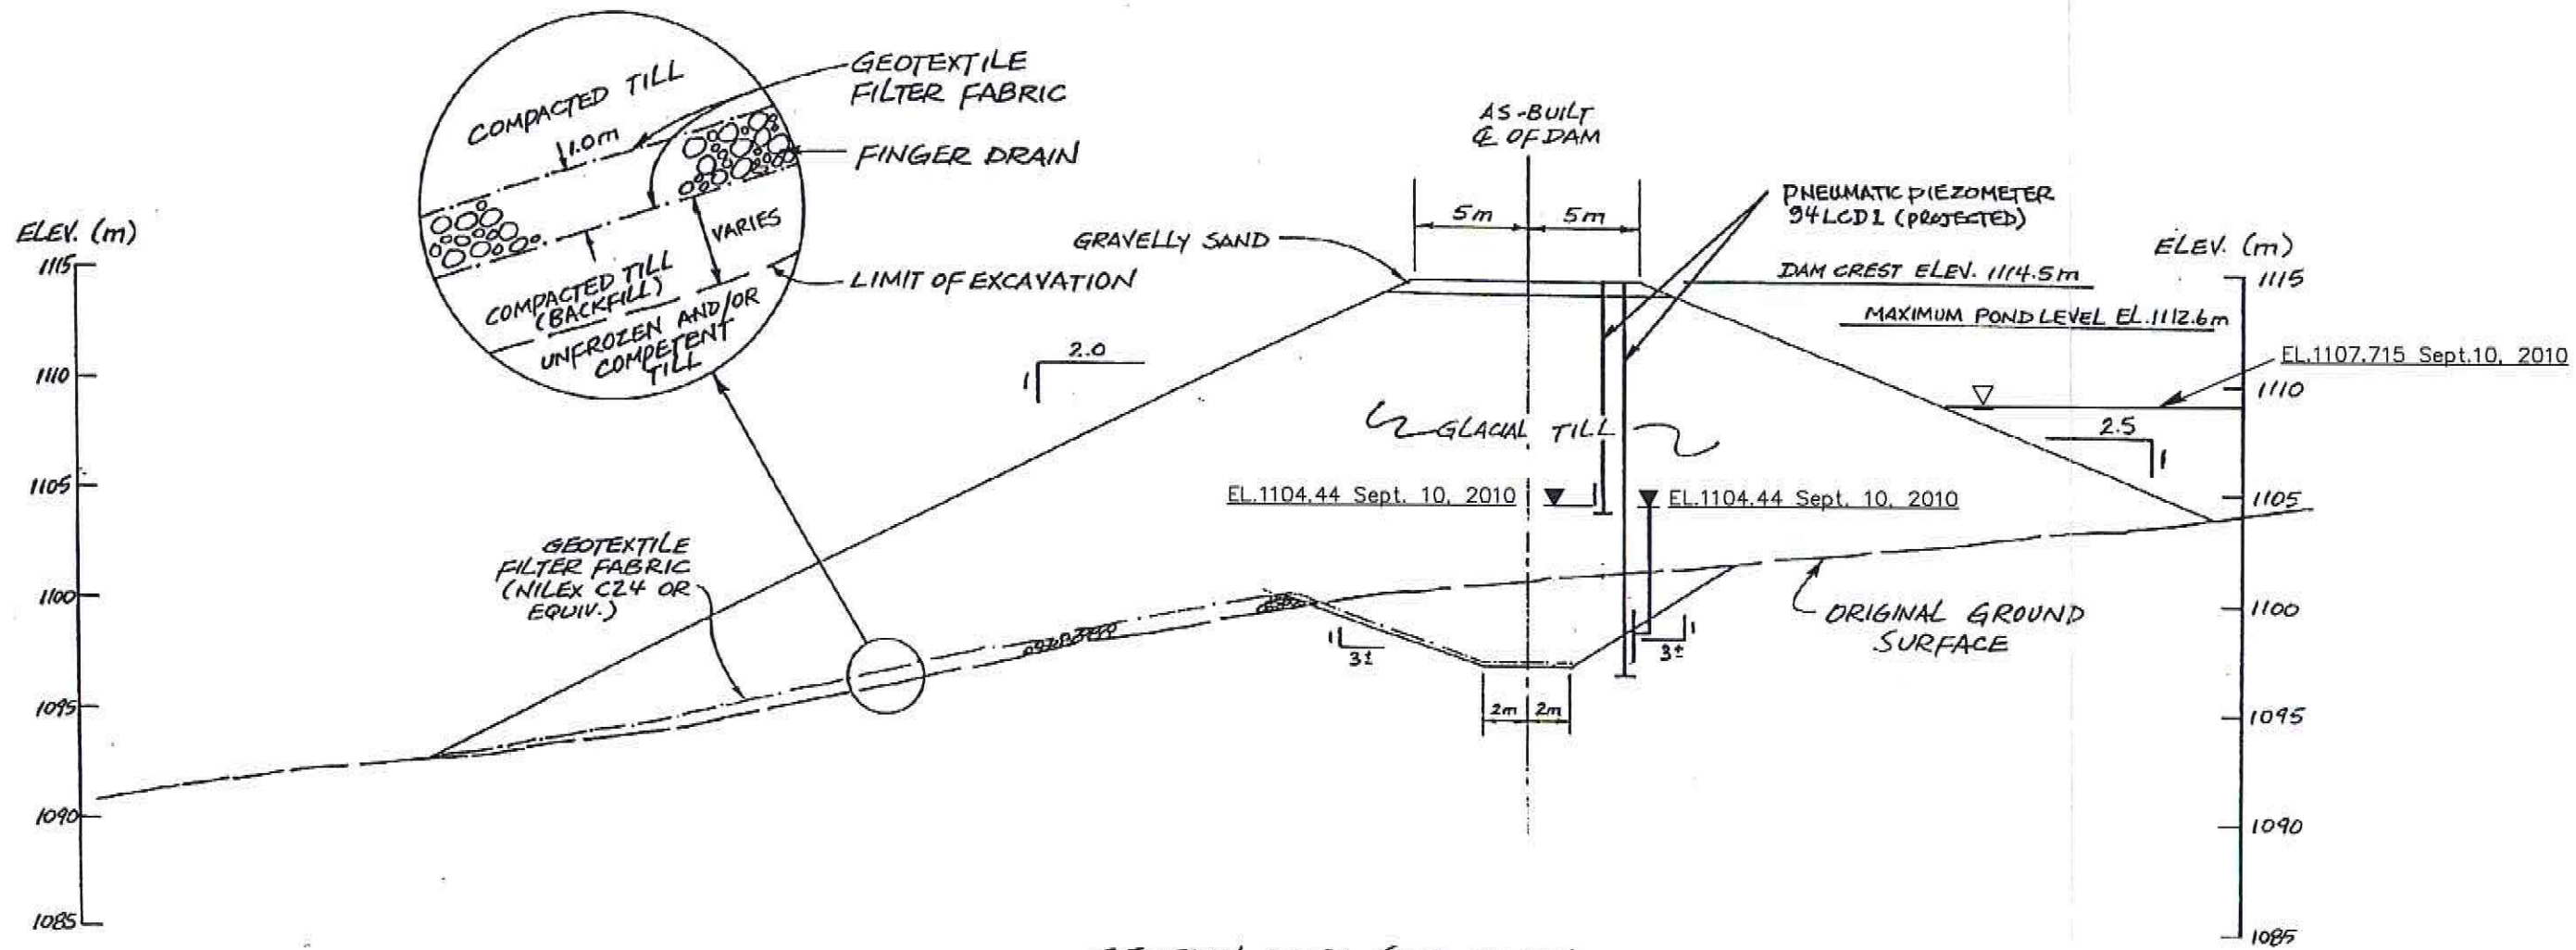 COMPACTED TILL
1.0m
GEOTEXTILE
FILTER FABRIC
FINGER DRAIN
VARIES
COMPACTED TILL
(BACKFILL)
LIMIT OF EXCAVATION
UNFROZEN AND/OR
COMPETENT
TILL
AS-BUILT
℄ OF DAM
5m
5m
PNEUMATIC PIEZOMETER
94LCD1 (PROJECTED)
GRAVELLY SAND
DAM CREST ELEV. 1114.5m
MAXIMUM POND LEVEL EL.1112.6m
EL.1107.715 Sept.10, 2010
ELEV. (m)
1115
1110
1105
1100
1095
1090
1085
ELEV. (m)
1115
1110
1105
1100
1095
1090
1085
2.0
1
GLACIAL TILL
2.5
1
EL.1104.44 Sept. 10, 2010
EL.1104.44 Sept. 10, 2010
GEOTEXTILE
FILTER FABRIC
(NILEX C24 OR
EQUIV.)
ORIGINAL GROUND
SURFACE
1
3±
1
3±
2m
2m